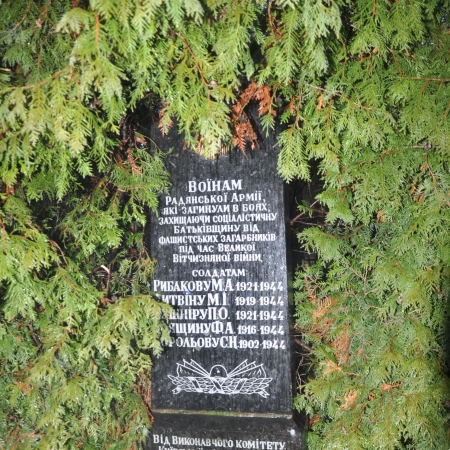 Воїнам
Радянської Армії,
які загинули в боях,
захищаючи соціалістичну
Батьківщину від
фашистських загарбників
під час Великої
Вітчизняної війни
солдатам
Рибакову М.А. 1921-1944
М.І. 1919-1944
П.О. 1921-1944
Ф.А. 1916-1944
С.Н. 1902-1944
Від Виконавчого комітету